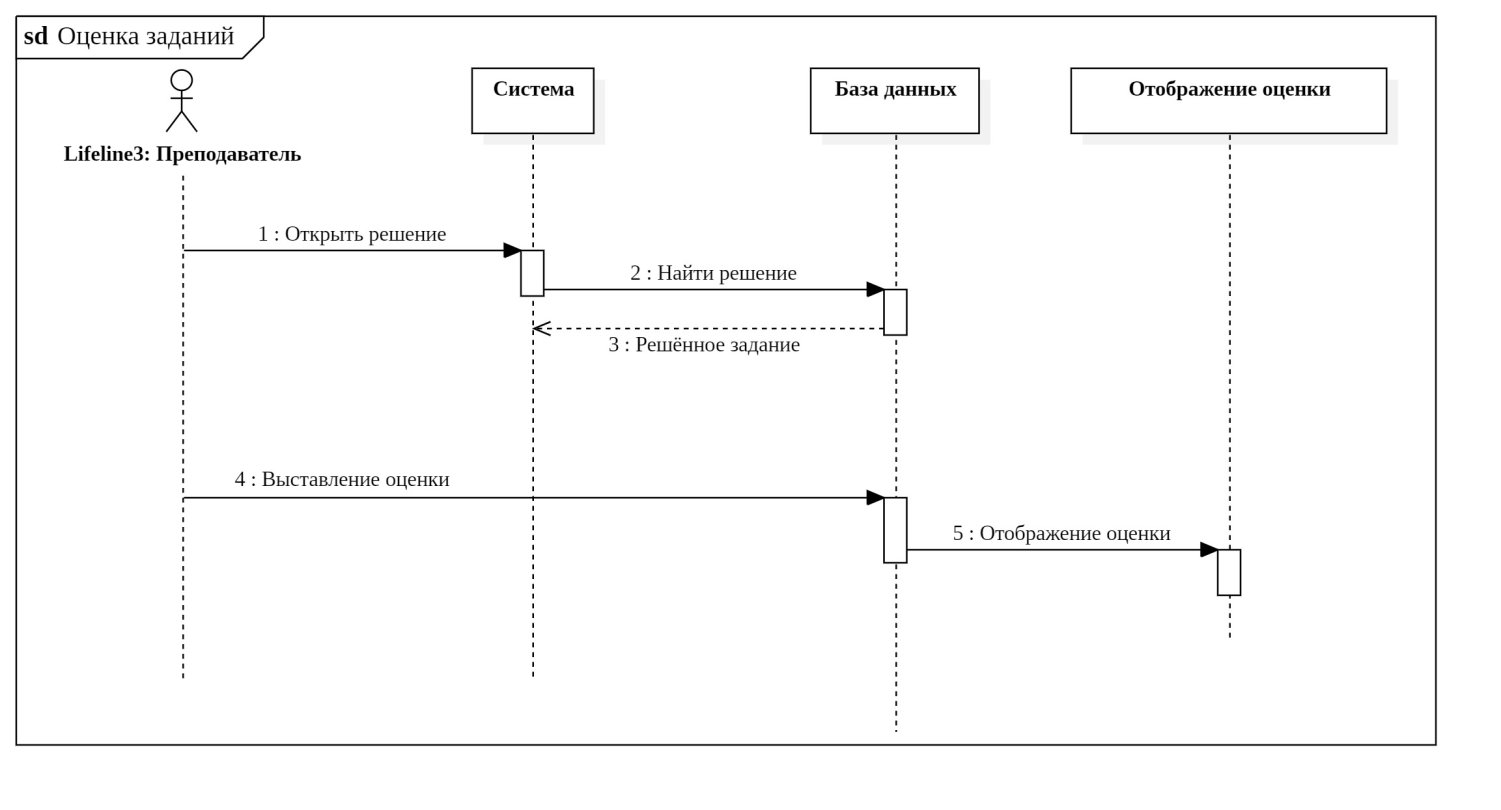 sd Оценка заданий
Система
База данных
Отображение оценки
Lifeline3: Преподаватель
1 : Открыть решение
2 : Найти решение
3 : Решённое задание
4 : Выставление оценки
5 : Отображение оценки